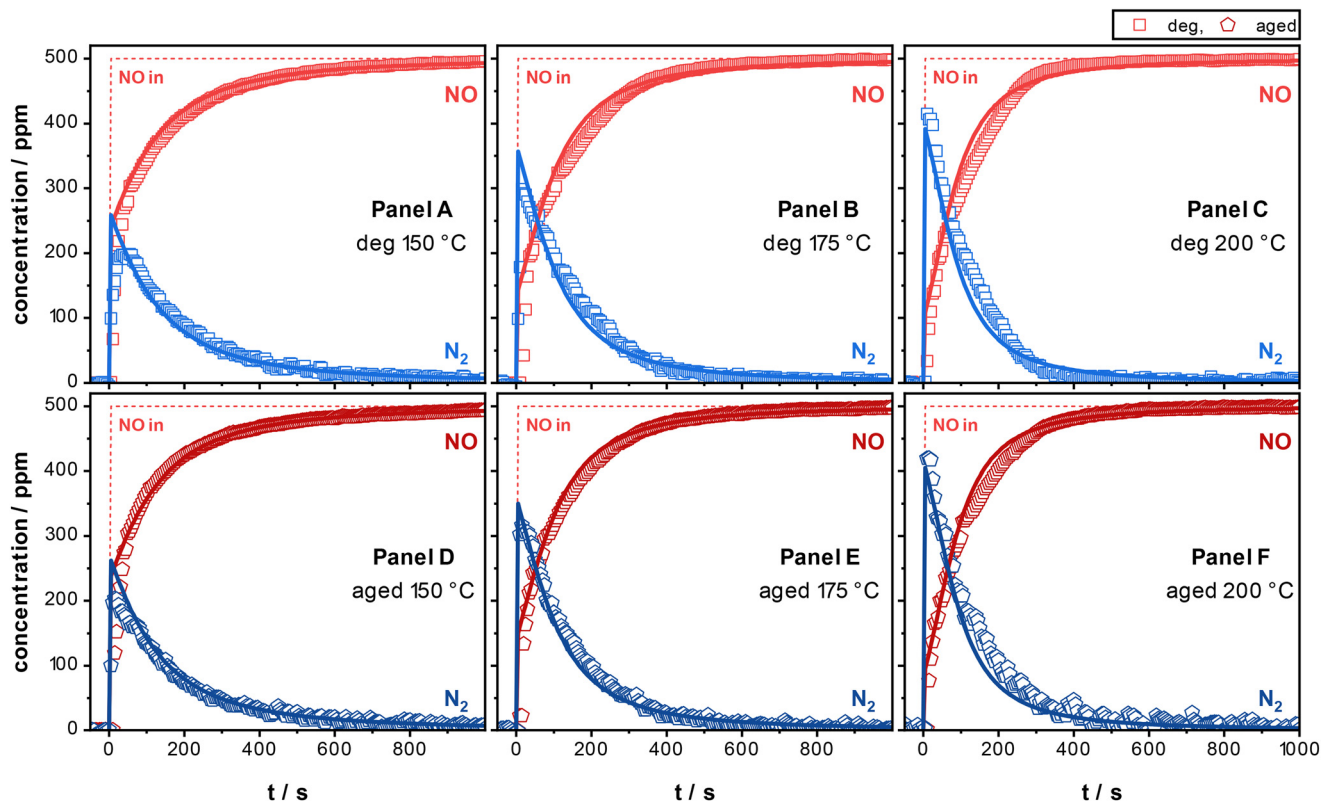 deg, aged
500
400
300
200
100
0
concentration / ppm
NO in
NO
Panel A
deg 150 °C
N₂
NO in
NO
Panel B
deg 175 °C
N₂
NO in
NO
Panel C
deg 200 °C
N₂
500
400
300
200
100
0
concentration / ppm
NO in
NO
Panel D
aged 150 °C
N₂
NO in
NO
Panel E
aged 175 °C
N₂
NO in
NO
Panel F
aged 200 °C
N₂
0 200 400 600 800
0 200 400 600 800
0 200 400 600 800 1000
t / s
t / s
t / s